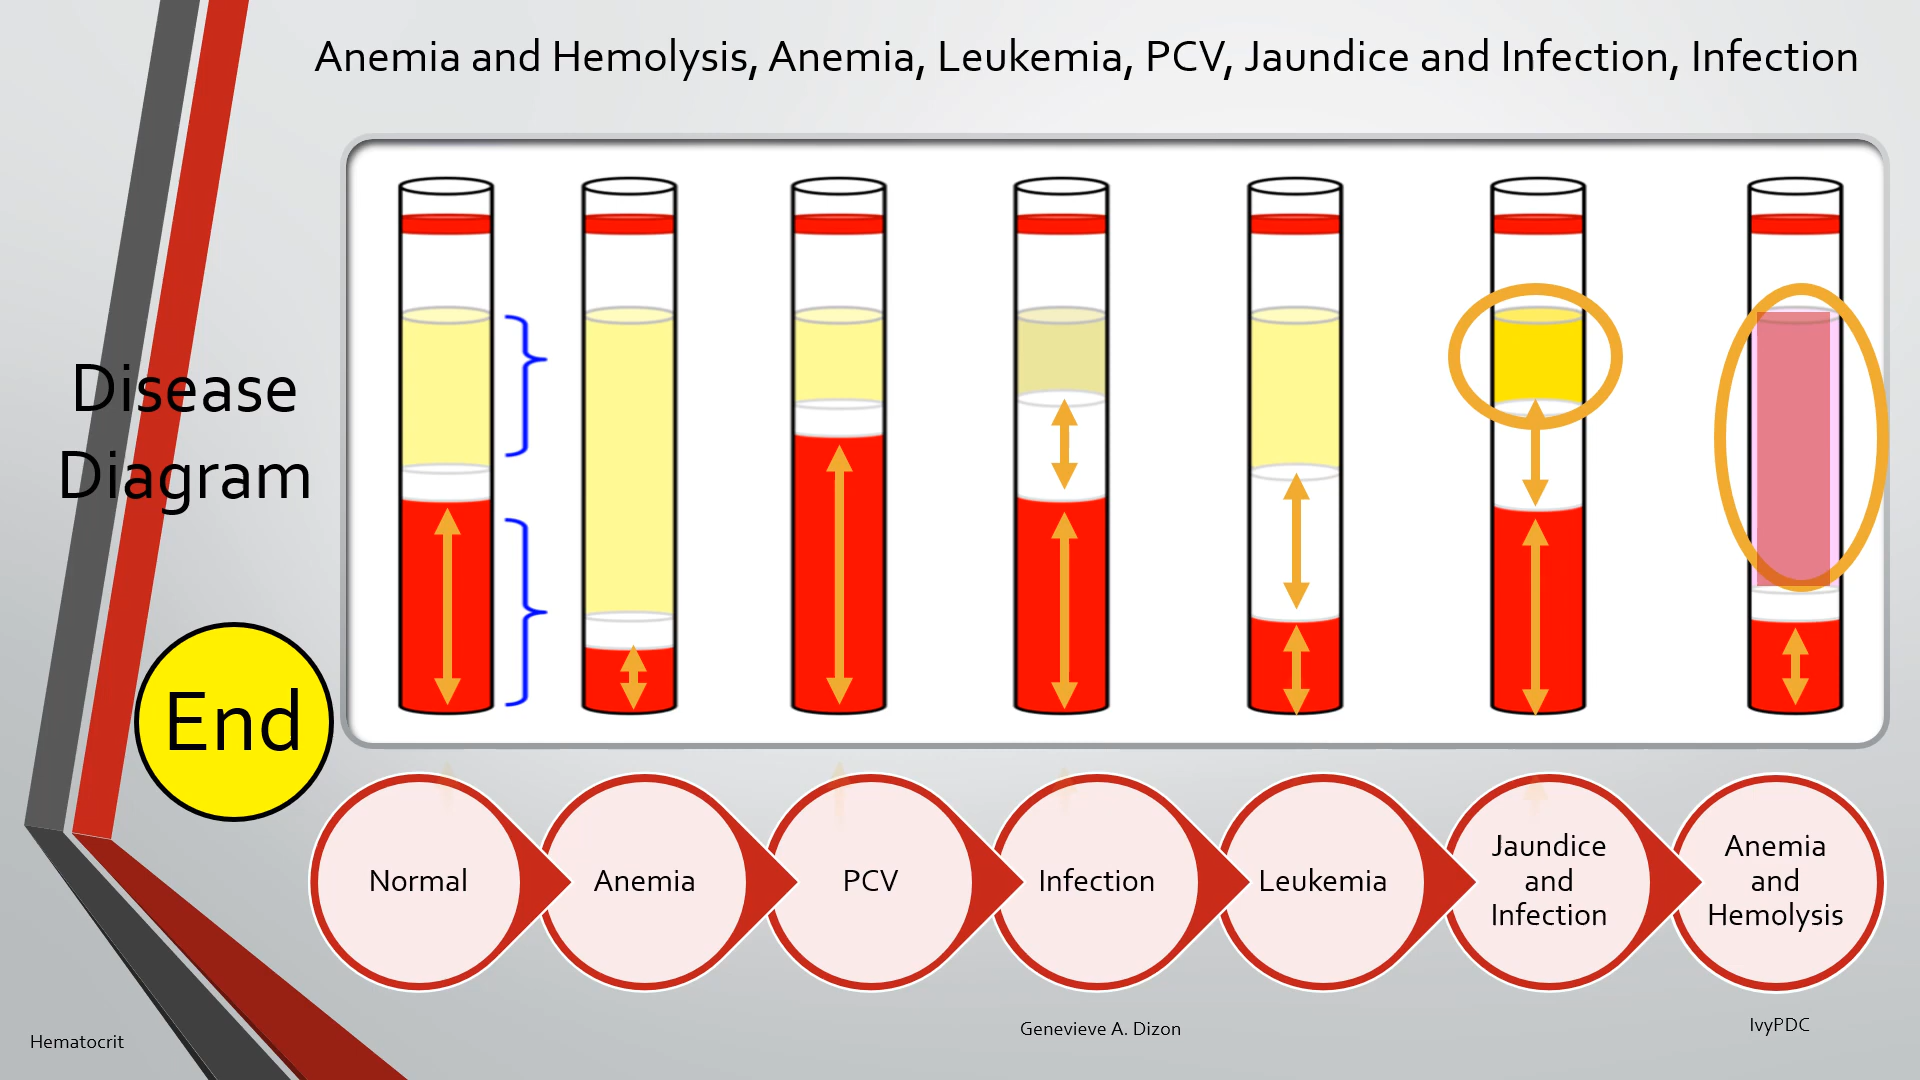 Anemia and Hemolysis, Anemia, Leukemia, PCV, Jaundice and Infection, Infection
Disease
Diagram
End
Normal
Anemia
PCV
Infection
Leukemia
Jaundice
and
Infection
Anemia
and
Hemolysis
Hematocrit
Genevieve A. Dizon
IvyPDC